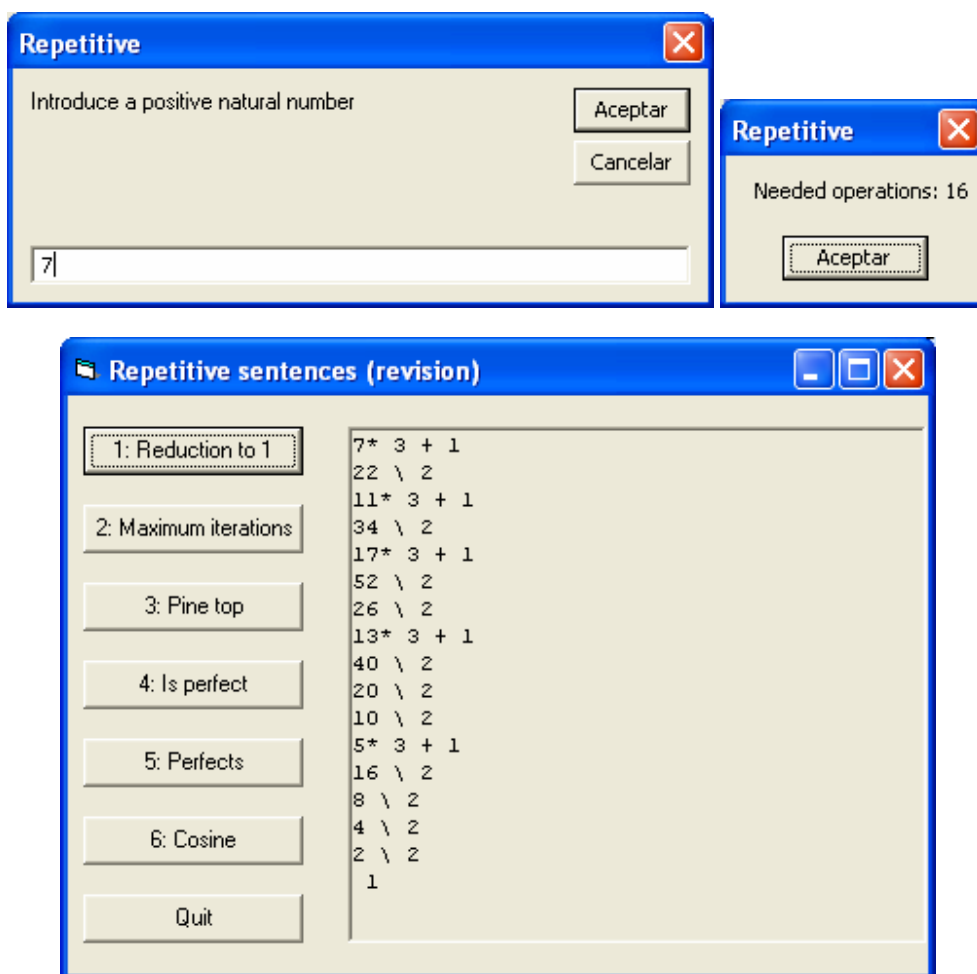 Repetitive
Introduce a positive natural number
Aceptar
Cancelar
7
Repetitive
Needed operations: 16
Aceptar
Repetitive sentences (revision)
1: Reduction to 1
2: Maximum iterations
3: Pine top
4: Is perfect
5: Perfects
6: Cosine
Quit
7* 3 + 1
22 \ 2
11* 3 + 1
34 \ 2
17* 3 + 1
52 \ 2
26 \ 2
13* 3 + 1
40 \ 2
20 \ 2
10 \ 2
5* 3 + 1
16 \ 2
8 \ 2
4 \ 2
2 \ 2
1